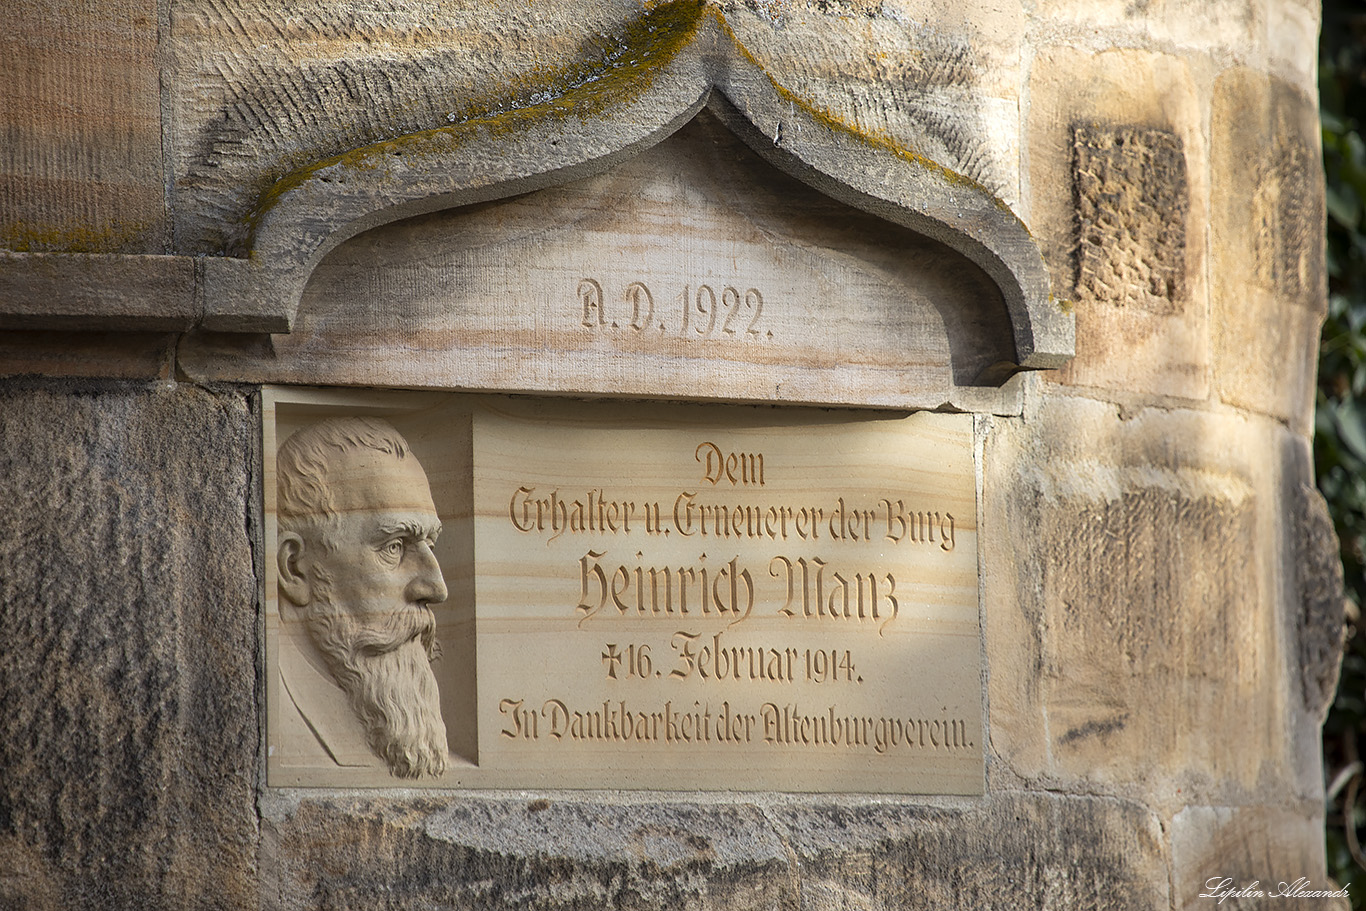 A. D. 1922.
Dem
Erhalter u. Erneuerer der Burg
Heinrich Manz
✝ 16. Februar 1914.
In Dankbarkeit der Altenburgverein.
Lipilin Alexandr